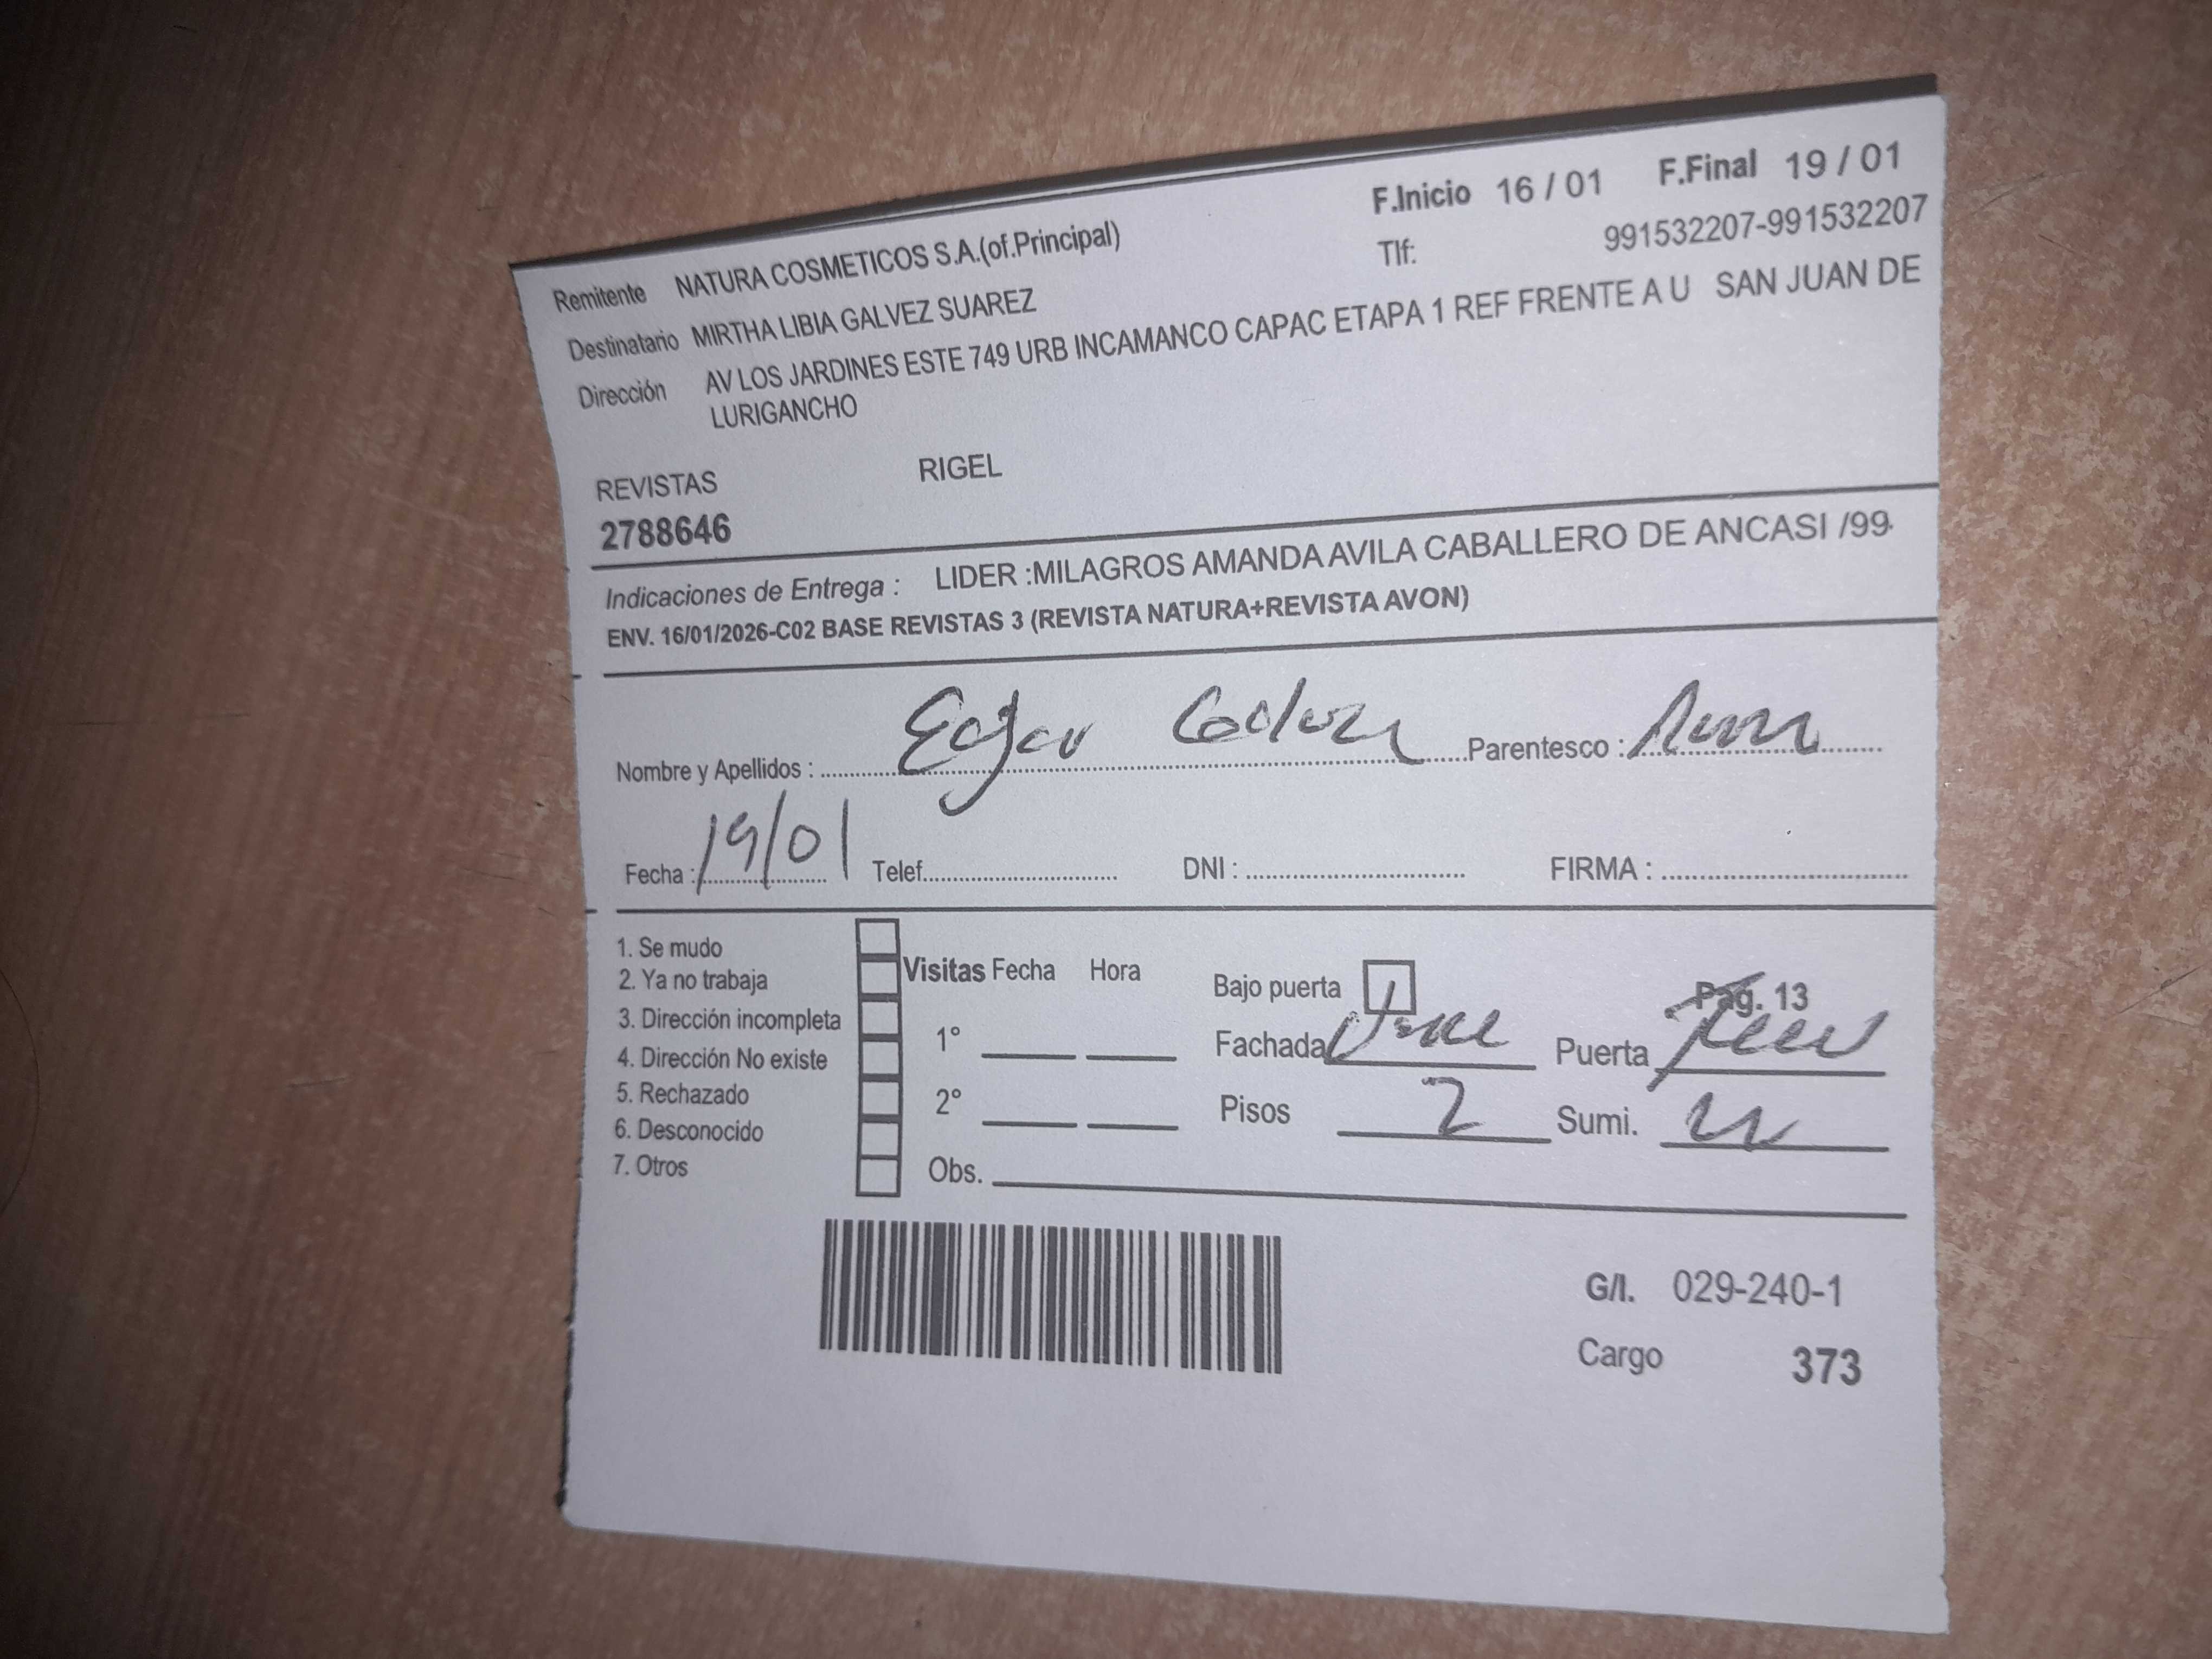 F.Inicio 16 / 01 F.Final 19 / 01
Remitente NATURA COSMETICOS S.A.(of.Principal) Tlf: 991532207-991532207
Destinatario MIRTHA LIBIA GALVEZ SUAREZ
Dirección AV LOS JARDINES ESTE 749 URB INCAMANCO CAPAC ETAPA 1 REF FRENTE A U SAN JUAN DE
LURIGANCHO
REVISTAS RIGEL
2788646
Indicaciones de Entrega : LIDER :MILAGROS AMANDA AVILA CABALLERO DE ANCASI /99
ENV. 16/01/2026-C02 BASE REVISTAS 3 (REVISTA NATURA+REVISTA AVON)
Nombre y Apellidos : Edgar Parentesco :
Fecha : 19/01 Telef. DNI : FIRMA :
1. Se mudo
2. Ya no trabaja
3. Dirección incompleta
4. Dirección No existe
5. Rechazado
6. Desconocido
7. Otros
Visitas Fecha Hora
1°
2°
Obs.
Bajo puerta Pag. 13
Fachada Puerta
Pisos 2 Sumi.
G/I. 029-240-1
Cargo 373